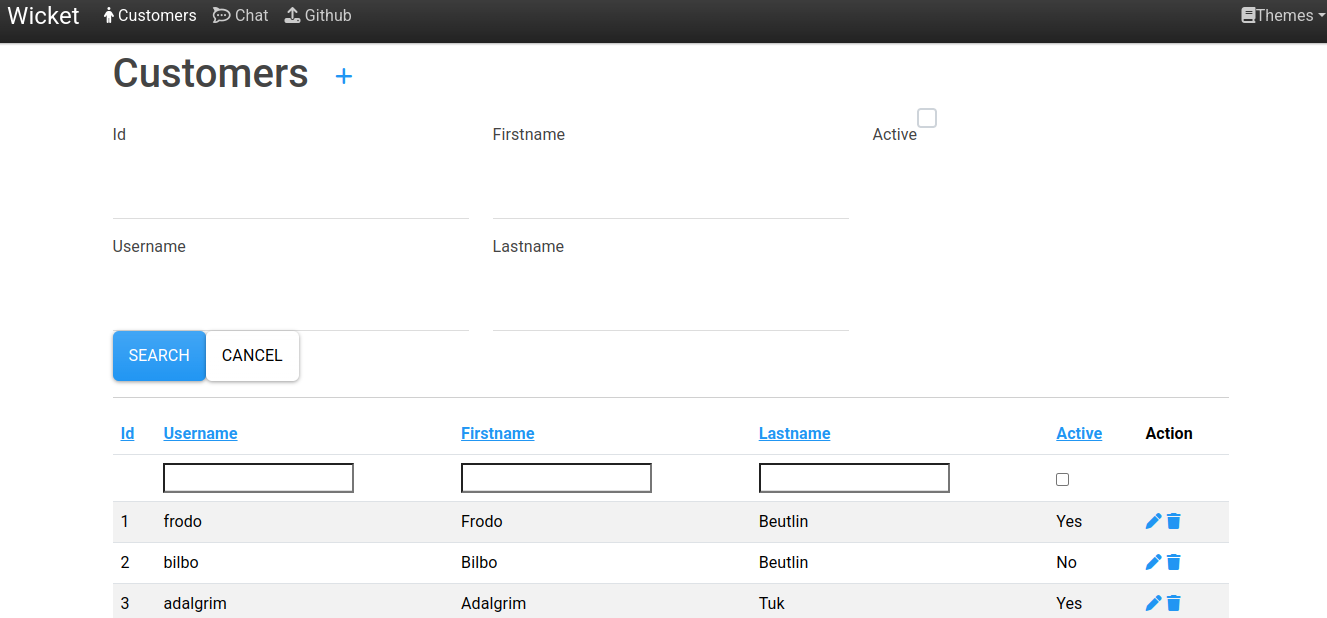 Wicket Customers Chat Github Themes
Customers +
Id Firstname Active
Username Lastname
SEARCH CANCEL
Id Username Firstname Lastname Active Action
1 frodo Frodo Beutlin Yes
2 bilbo Bilbo Beutlin No
3 adalgrim Adalgrim Tuk Yes